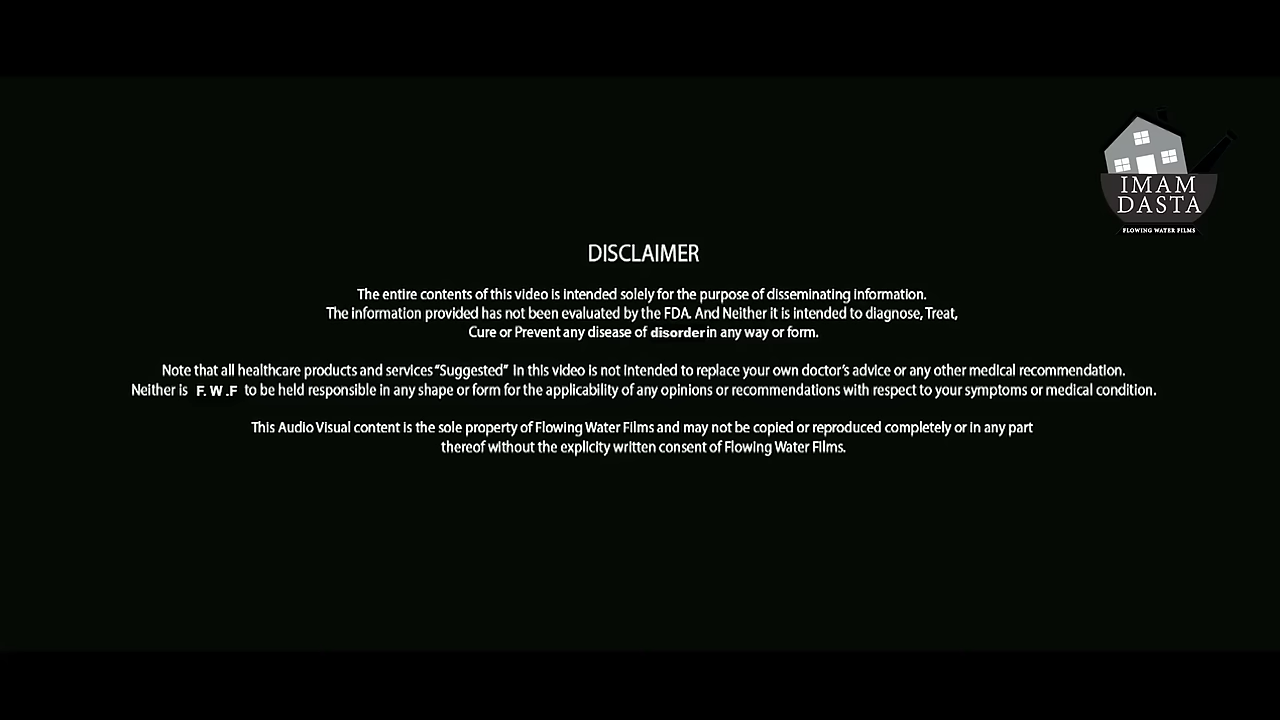 IMAM
DASTA
FLOWING WATER FILMS
DISCLAIMER
The entire contents of this video is intended solely for the purpose of disseminating information.
The information provided has not been evaluated by the FDA. And Neither it is intended to diagnose, Treat,
Cure or Prevent any disease of disorder in any way or form.
Note that all healthcare products and services “Suggested” In this video is not intended to replace your own doctor’s advice or any other medical recommendation.
Neither is F. W .F to be held responsible in any shape or form for the applicability of any opinions or recommendations with respect to your symptoms or medical condition.
This Audio Visual content is the sole property of Flowing Water Films and may not be copied or reproduced completely or in any part
thereof without the explicity written consent of Flowing Water Films.